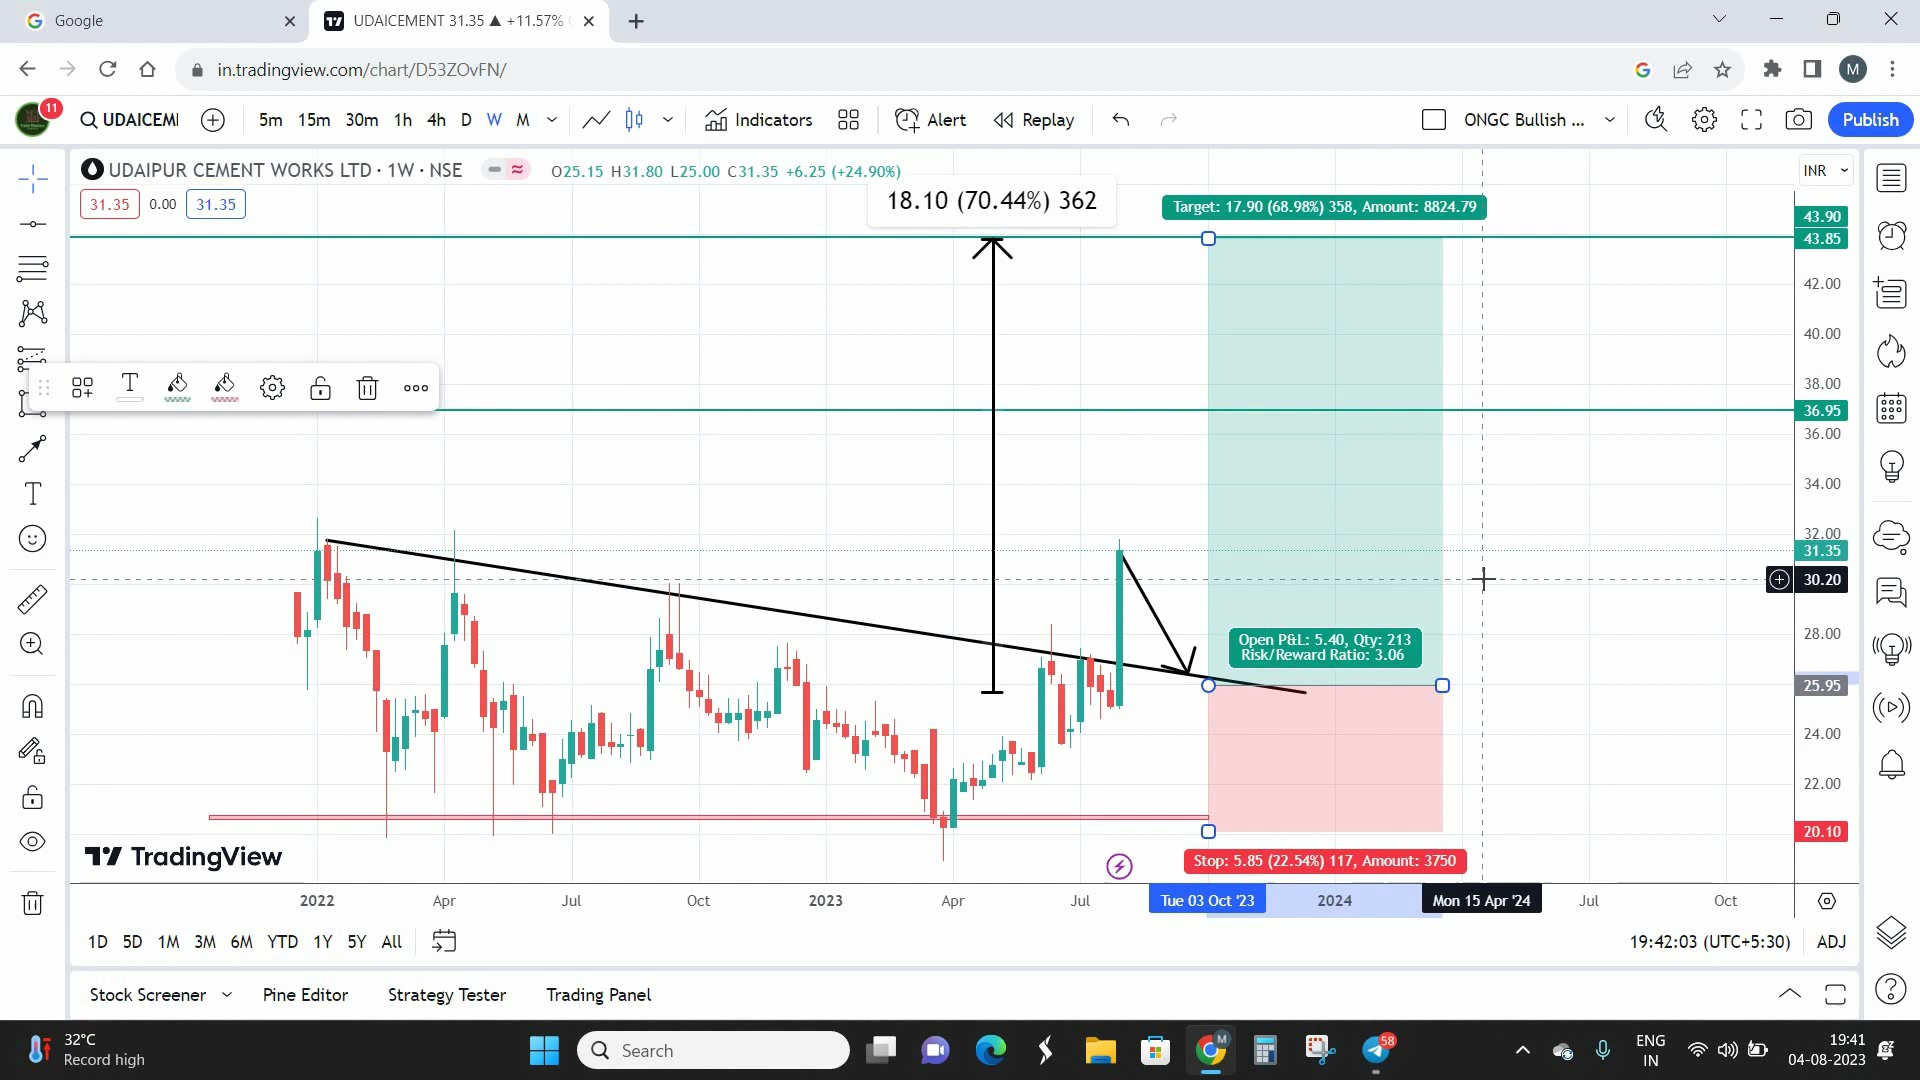 Google
UDAICEMENT 31.35 ▲ +11.57%
in.tradingview.com/chart/D53ZOvFN/
M
11
UDAICEM
5m 15m 30m 1h 4h D W M
Indicators
Alert
Replay
ONGC Bullish ...
Publish
UDAIPUR CEMENT WORKS LTD · 1W · NSE
O25.15 H31.80 L25.00 C31.35 +6.25 (+24.90%)
INR
31.35 0.00 31.35
18.10 (70.44%) 362
Target: 17.90 (68.98%) 358, Amount: 8824.79
43.90
43.85
42.00
40.00
38.00
36.95
36.00
34.00
32.00
31.35
30.20
28.00
25.95
24.00
22.00
20.10
Open P&L: 5.40, Qty: 213
Risk/Reward Ratio: 3.06
TradingView
Stop: 5.85 (22.54%) 117, Amount: 3750
2022 Apr Jul Oct 2023 Apr Jul Tue 03 Oct '23 2024 Mon 15 Apr '24 Jul Oct
1D 5D 1M 3M 6M YTD 1Y 5Y All
19:42:03 (UTC+5:30) ADJ
Stock Screener Pine Editor Strategy Tester Trading Panel
32°C
Record high
Search
M
58
ENG
IN
19:41
04-08-2023